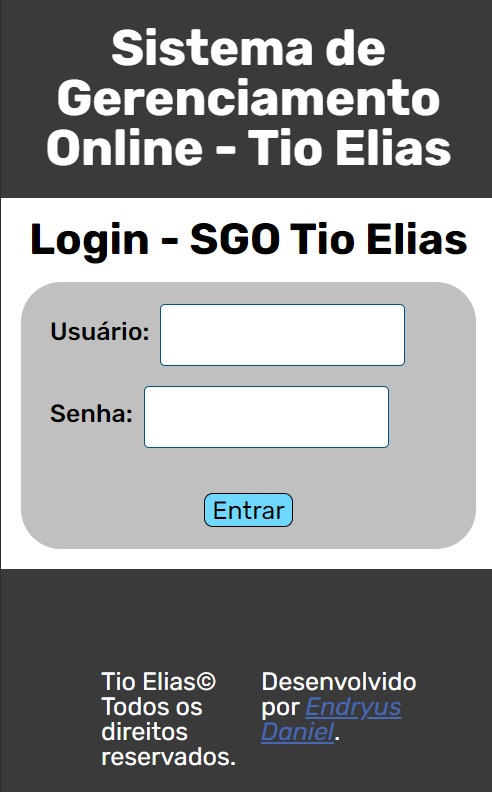 Sistema de
Gerenciamento
Online - Tio Elias
Login - SGO Tio Elias
Usuário:
Senha:
Entrar
Tio Elias©
Todos os
direitos
reservados.
Desenvolvido
por Endryus
Daniel.